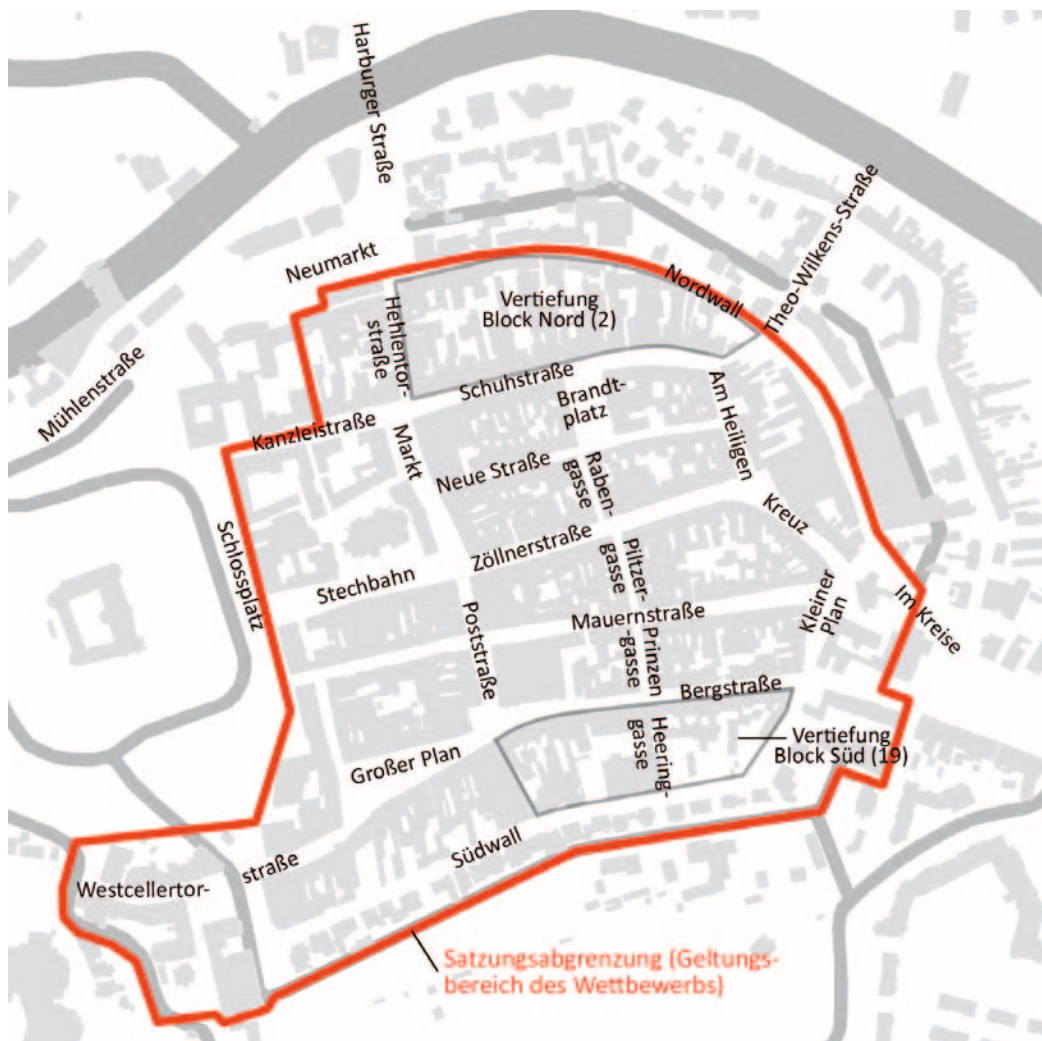 Harburger Straße
Theo-Wilkens-Straße
Neumarkt
Nordwall
Hehlentor-
straße
Vertiefung
Block Nord (2)
Mühlenstraße
Schuhstraße
Brandt-
platz
Am Heiligen
Kanzleistraße
Markt
Neue Straße
Raben-
gasse
Kreuz
Schlossplatz
Zöllnerstraße
Stechbahn
Piltzer-
gasse
Kleiner
Plan
Im Kreise
Poststraße
Mauernstraße
Prinzen
-gasse
Bergstraße
Heering-
gasse
Vertiefung
Block Süd (19)
Großer Plan
Südwall
Westcellertor-
straße
Satzungsabgrenzung (Geltungs-
bereich des Wettbewerbs)